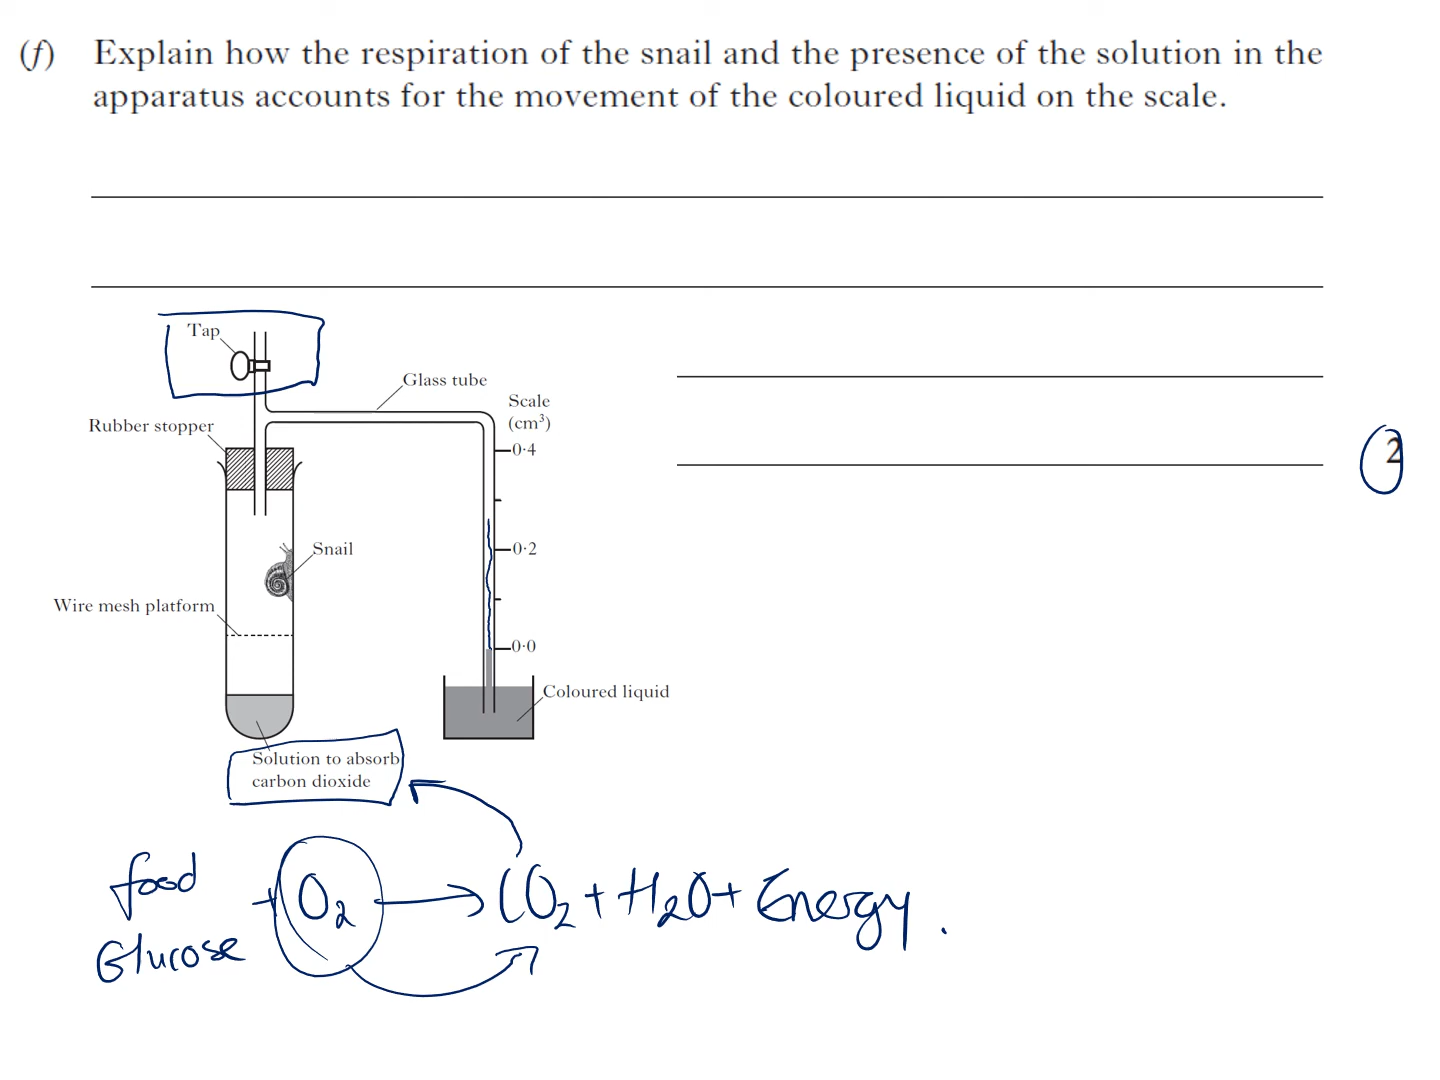 (f) Explain how the respiration of the snail and the presence of the solution in the
apparatus accounts for the movement of the coloured liquid on the scale.
Tap
Glass tube
Scale
(cm³)
Rubber stopper
0·4
2
Snail
0·2
Wire mesh platform
0·0
Coloured liquid
Solution to absorb
carbon dioxide
food
+ O₂ → CO₂ + H₂O + Energy.
Glucose